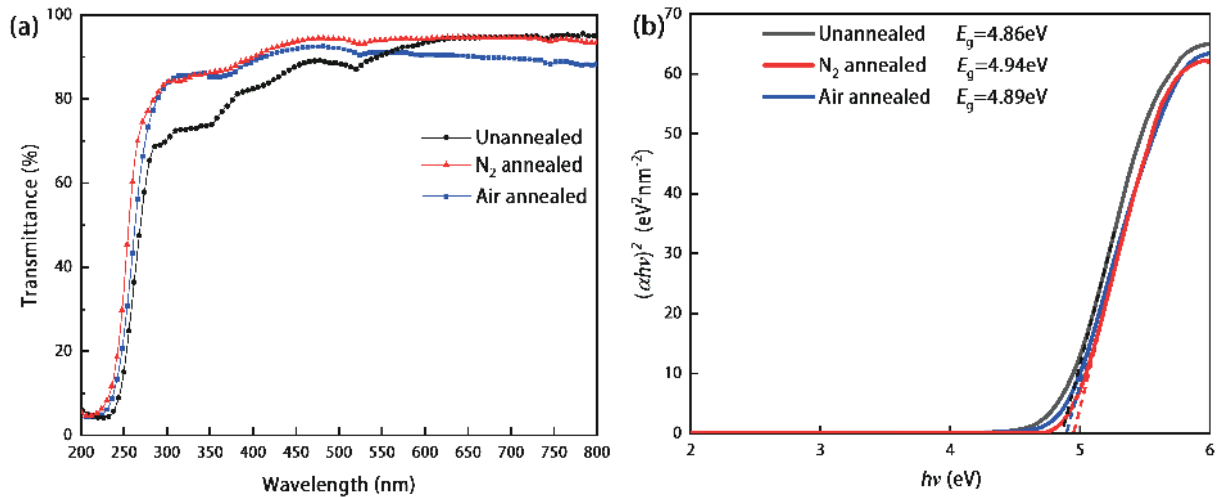 (a)
100
80
60
40
20
0
Transmittance (%)
Unannealed
N₂ annealed
Air annealed
200 250 300 350 400 450 500 550 600 650 700 750 800
Wavelength (nm)
(b)
70
60
50
40
30
20
10
0
(αhν)² (eV²nm⁻²)
Unannealed Eg=4.86eV
N₂ annealed Eg=4.94eV
Air annealed Eg=4.89eV
2 3 4 5 6
hν (eV)